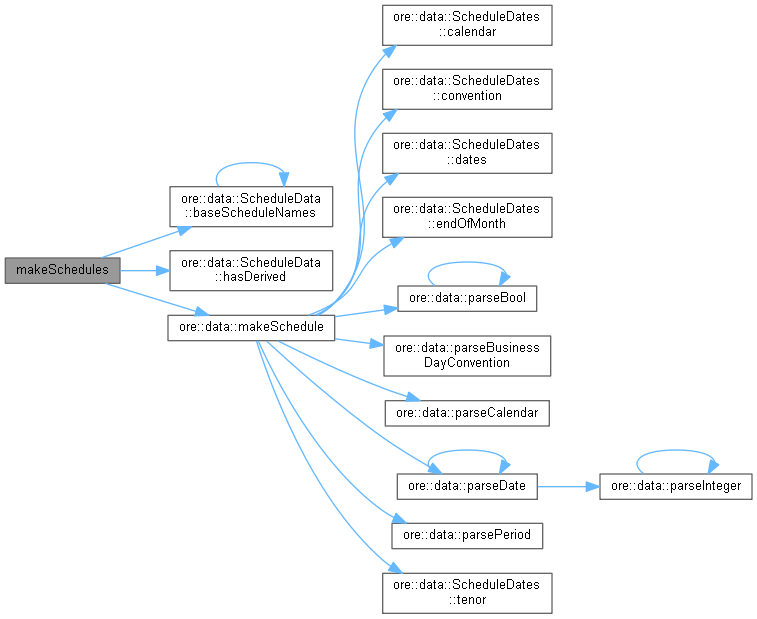 ore::data::ScheduleDates
::calendar
ore::data::ScheduleDates
::convention
ore::data::ScheduleDates
::dates
ore::data::ScheduleData
::baseScheduleNames
ore::data::ScheduleDates
::endOfMonth
makeSchedules
ore::data::ScheduleData
::hasDerived
ore::data::parseBool
ore::data::makeSchedule
ore::data::parseBusiness
DayConvention
ore::data::parseCalendar
ore::data::parseDate
ore::data::parseInteger
ore::data::parsePeriod
ore::data::ScheduleDates
::tenor